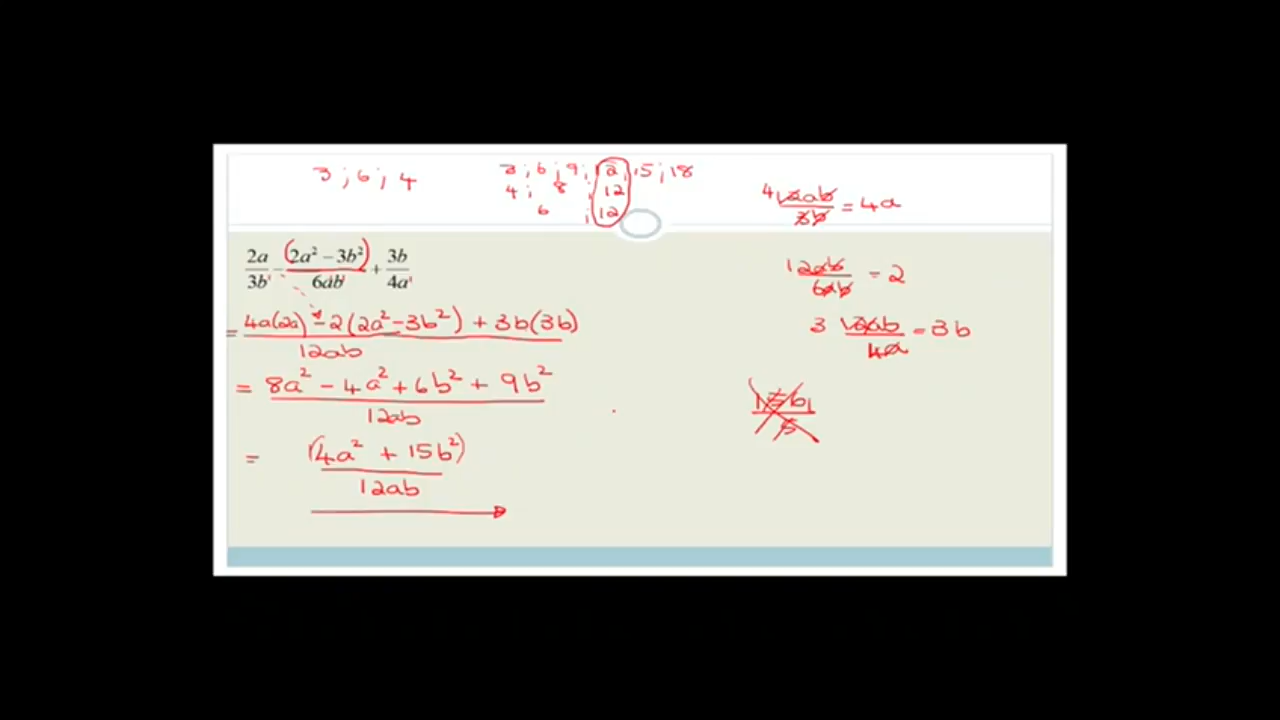 3 ; 6 ; 4
3 ; 6 ; 9 ; 12 ; 15 ; 18
4 ; 8 ; 12
6 ; 12
4 12ab/3b = 4a
2a/3b - (2a² - 3b²)/6ab + 3b/4a
12ab/6ab = 2
= 4a(2a) - 2(2a² - 3b²) + 3b(3b) / 12ab
3 12ab/4a = 3b
= 8a² - 4a² + 6b² + 9b² / 12ab
= (4a² + 15b²) / 12ab